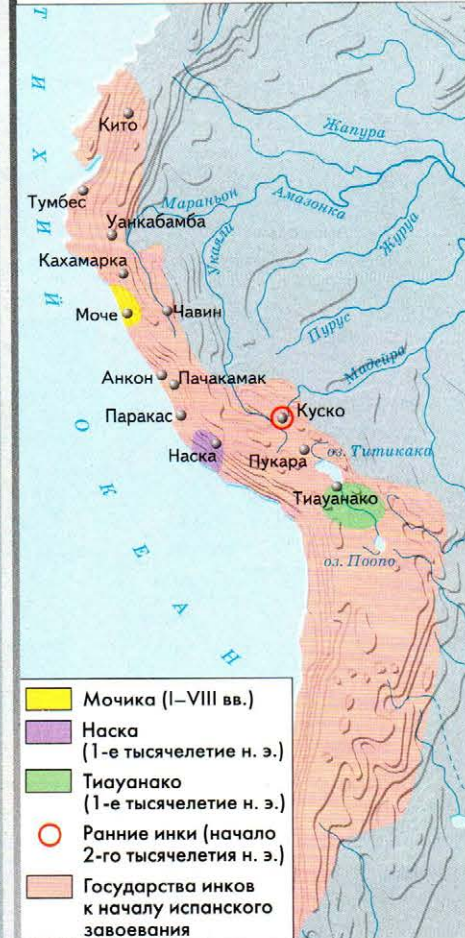 ТИХИЙ
ОКЕАН
Кито
Жапура
Тумбес
Мараньон
Амазонка
Уанкабамба
Укаяли
Журуа
Кахамарка
Моче
Чавин
Пурус
Мадейра
Анкон
Пачакамак
Паракас
Куско
Наска
Пукара
оз. Титикака
Тиауанако
оз. Поопо
Мочика (I–VIII вв.)
Наска
(1-е тысячелетие н. э.)
Тиауанако
(1-е тысячелетие н. э.)
Ранние инки (начало
2-го тысячелетия н. э.)
Государства инков
к началу испанского
завоевания